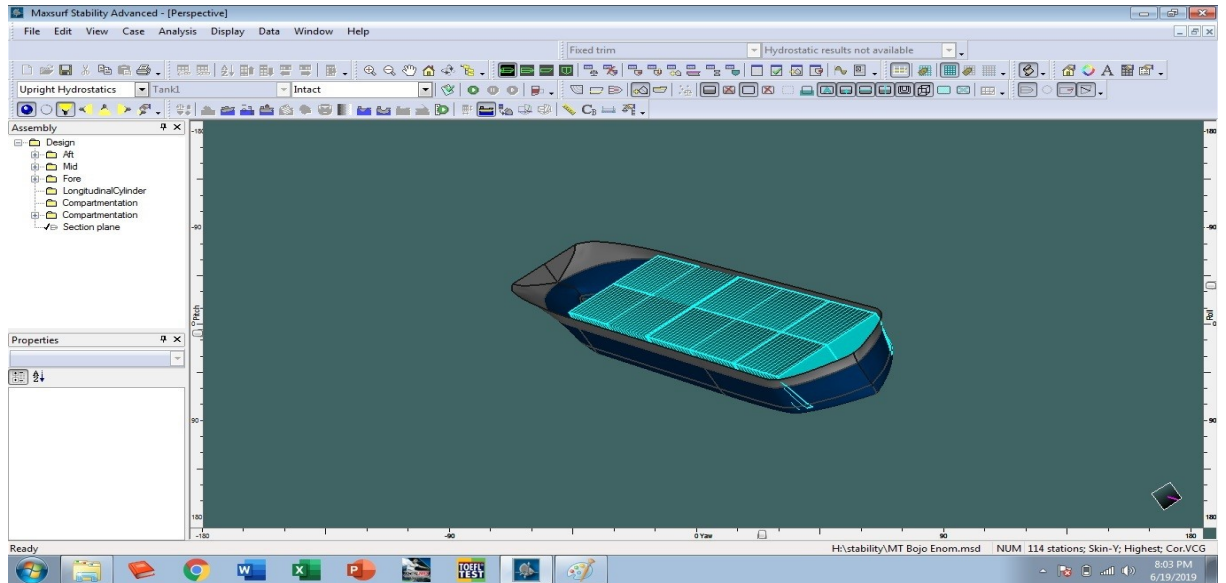 Maxsurf Stability Advanced - [Perspective]
File Edit View Case Analysis Display Data Window Help
Fixed trim Hydrostatic results not available
Upright Hydrostatics Tank1 Intact
Assembly
Design
Aft
Mid
Fore
LongitudinalCylinder
Compartmentation
Compartmentation
Section plane
Properties
-180 -180
-90 -90
0 Pitch Roll 0
90 90
180 180
-180 -90 0 Yaw 90 180
Ready H:\stability\MT Bojo Enom.msd NUM 114 stations; Skin-Y; Highest; Cor.VCG
TOEFL TEST
8:03 PM
6/19/2019